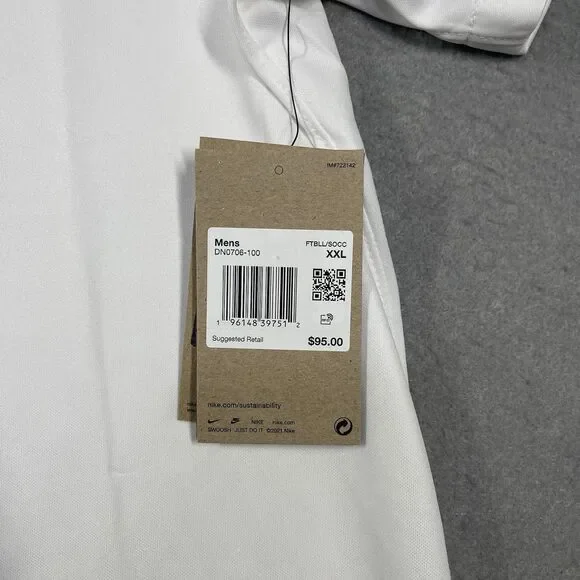 IM#723142
Mens FTBLL/SOCC
DN0706-100 XXL
1 96148 39751 2
Suggested Retail $95.00
nike.com/sustainability
NIKE nike.com
SWOOSH JUST DO IT ©2021 Nike